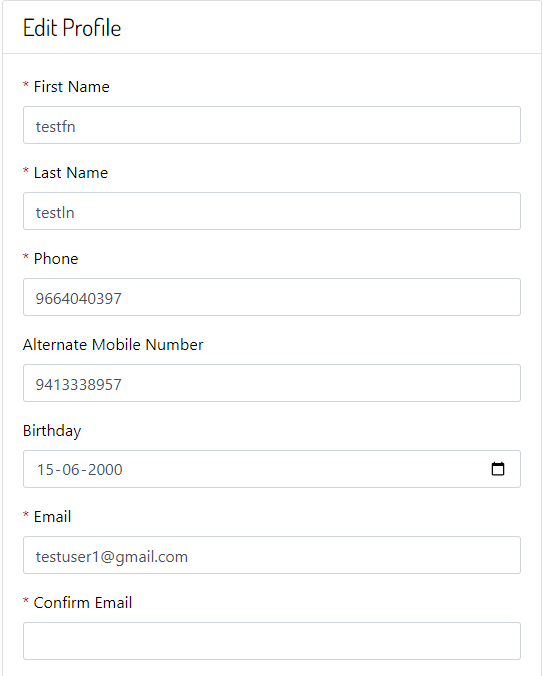 Edit Profile
* First Name
testfn
* Last Name
testln
* Phone
9664040397
Alternate Mobile Number
9413338957
Birthday
15-06-2000
* Email
testuser1@gmail.com
* Confirm Email